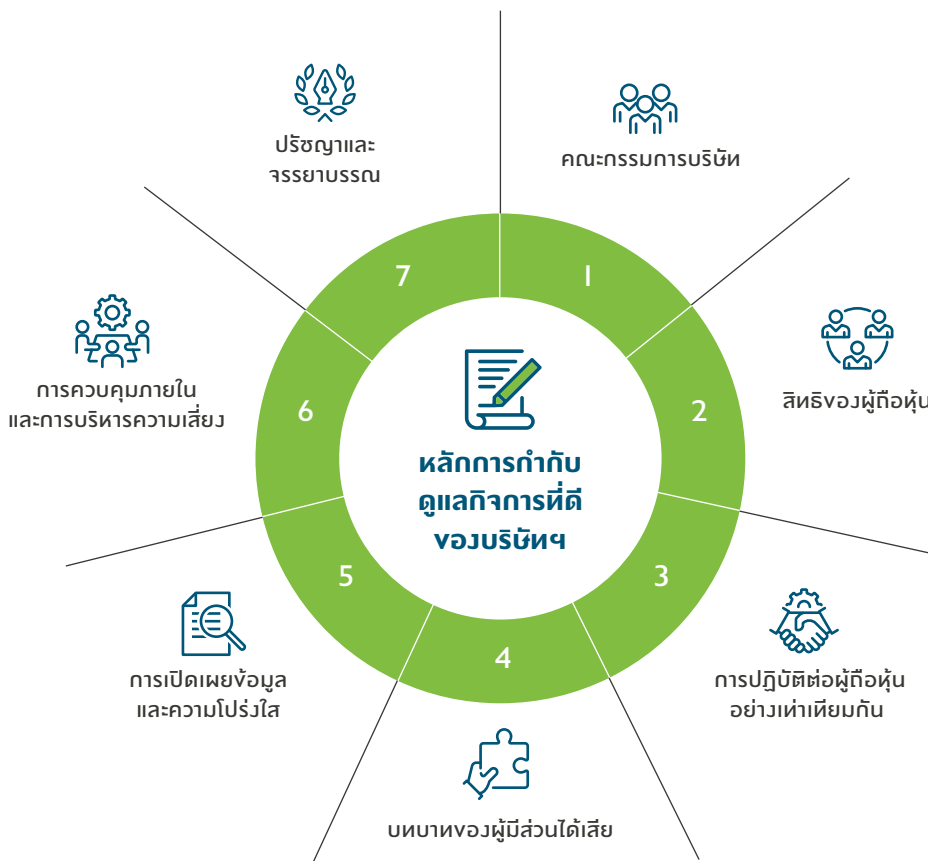 หลักการกำกับ
ดูแลกิจการที่ดี
ของบริษัทฯ
1
คณะกรรมการบริษัท
2
สิทธิของผู้ถือหุ้น
3
การปฏิบัติต่อผู้ถือหุ้น
อย่างเท่าเทียมกัน
4
บทบาทของผู้มีส่วนได้เสีย
5
การเปิดเผยข้อมูล
และความโปร่งใส
6
การควบคุมภายใน
และการบริหารความเสี่ยง
7
ปรัชญาและ
จรรยาบรรณ